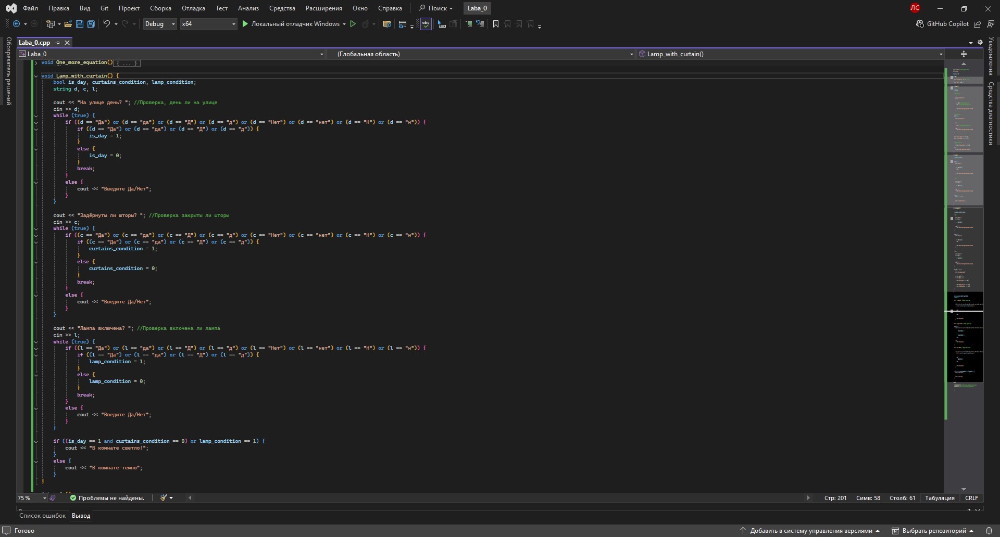 Файл Правка Вид Git Проект Сборка Отладка Тест Анализ Средства Расширения Окно Справка Поиск Laba_0 ЛС
Debug x64 Локальный отладчик Windows abc GitHub Copilot
Обозреватель решений
Laba_0.cpp
Laba_0 (Глобальная область) Lamp_with_curtain()
void One_more_equation() { ... }
void Lamp_with_curtain() {
bool is_day, curtains_condition, lamp_condition;
string d, c, l;
cout << "На улице день? "; //Проверка, день ли на улице
cin >> d;
while (true) {
if ((d == "Да") or (d == "да") or (d == "Д") or (d == "д") or (d == "Нет") or (d == "нет") or (d == "Н") or (d == "н")) {
if ((d == "Да") or (d == "да") or (d == "Д") or (d == "д")) {
is_day = 1;
}
else {
is_day = 0;
}
break;
}
else {
cout << "Введите Да/Нет";
}
}
cout << "Задёрнуты ли шторы? "; //Проверка закрыты ли шторы
cin >> c;
while (true) {
if ((c == "Да") or (c == "да") or (c == "Д") or (c == "д") or (c == "Нет") or (c == "нет") or (c == "Н") or (c == "н")) {
if ((c == "Да") or (c == "да") or (c == "Д") or (c == "д")) {
curtains_condition = 1;
}
else {
curtains_condition = 0;
}
break;
}
else {
cout << "Введите Да/Нет";
}
}
cout << "Лампа включена? "; //Проверка включена ли лампа
cin >> l;
while (true) {
if ((l == "Да") or (l == "да") or (l == "Д") or (l == "д") or (l == "Нет") or (l == "нет") or (l == "Н") or (l == "н")) {
if ((l == "Да") or (l == "да") or (l == "Д") or (l == "д")) {
lamp_condition = 1;
}
else {
lamp_condition = 0;
}
break;
}
else {
cout << "Введите Да/Нет";
}
}
if ((is_day == 1 and curtains_condition == 0) or lamp_condition == 1) {
cout << "В комнате светло!";
}
else {
cout << "В комнате темно";
}
}
Уведомления
Средства диагностики
75 % Проблемы не найдены. Стр: 201 Симв: 58 Столб: 61 Табуляция CRLF
Список ошибок Вывод
Готово Добавить в систему управления версиями Выбрать репозиторий